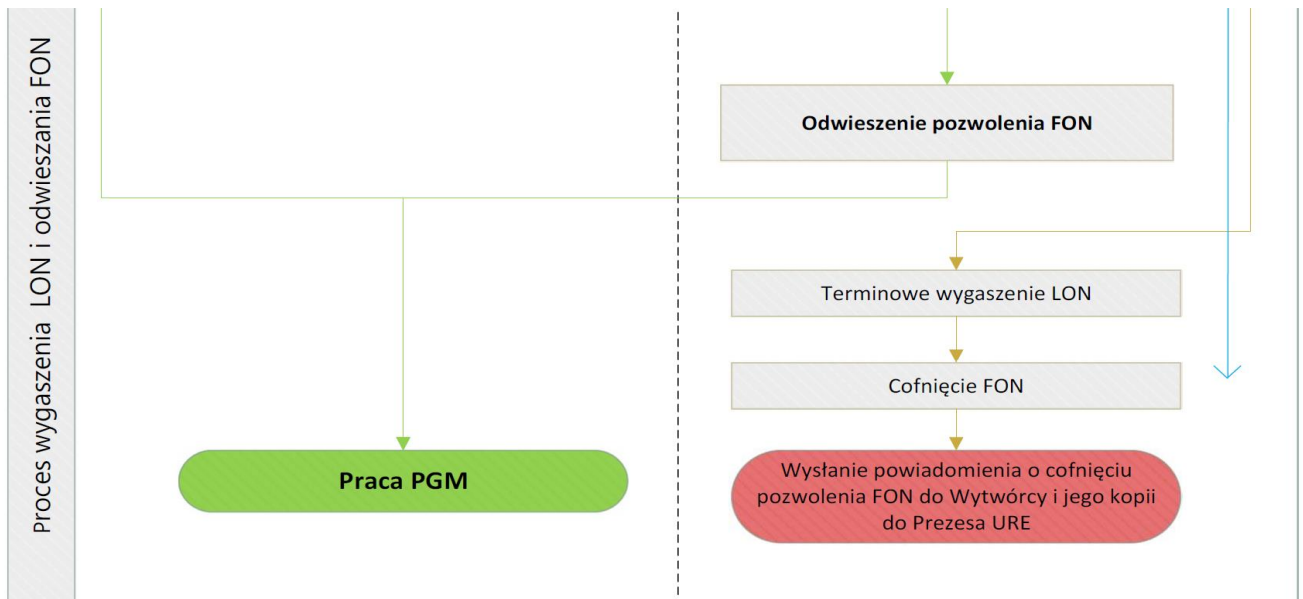 Proces wygaszenia LON i odwieszania FON
Odwieszenie pozwolenia FON
Terminowe wygaszenie LON
Cofnięcie FON
Praca PGM
Wysłanie powiadomienia o cofnięciu
pozwolenia FON do Wytwórcy i jego kopii
do Prezesa URE